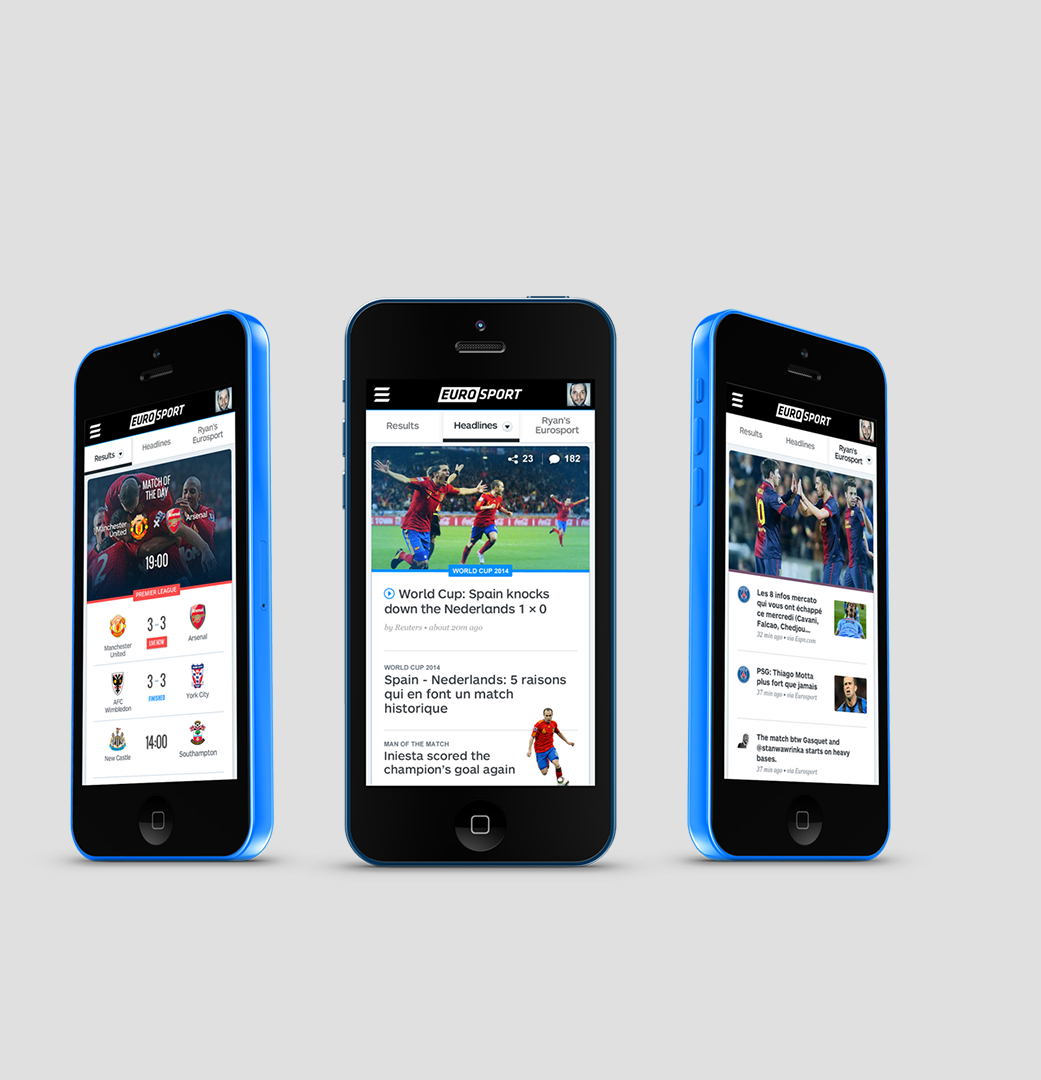 EUROSPORT
Results
Headlines
Ryan's
Eurosport
MATCH OF
THE DAY
Manchester
United
Arsenal
19:00
PREMIER LEAGUE
3 - 3
LIVE NOW
Manchester
United
Arsenal
3 - 3
FINISHED
AFC
Wimbledon
York City
14:00
New Castle
Southampton
EUROSPORT
Results
Headlines
Ryan's
Eurosport
23
182
Coca-Cola
WORLD CUP 2014
World Cup: Spain knocks
down the Nederlands 1 × 0
by Reuters • about 20m ago
WORLD CUP 2014
Spain - Nederlands: 5 raisons
qui en font un match
historique
MAN OF THE MATCH
Iniesta scored the
champion's goal again
EUROSPORT
Results
Headlines
Ryan's
Eurosport
Les 8 infos mercato
qui vous ont échappé
ce mercredi (Cavani,
Falcao, Chedjou...
32 min ago • via Esps.com
PSG: Thiago Motta
plus fort que jamais
37 min ago • via Eurosport
The match btw Gasquet and
@stanwawrinka starts on heavy
bases.
37 min ago • via Eurosport